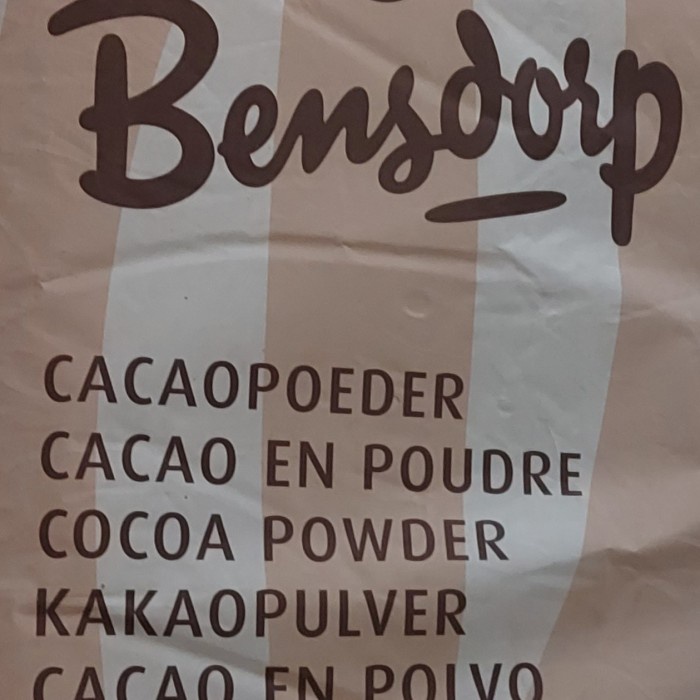 Bensdorp
CACAOPOEDER
CACAO EN POUDRE
COCOA POWDER
KAKAOPULVER
CACAO EN POLVO